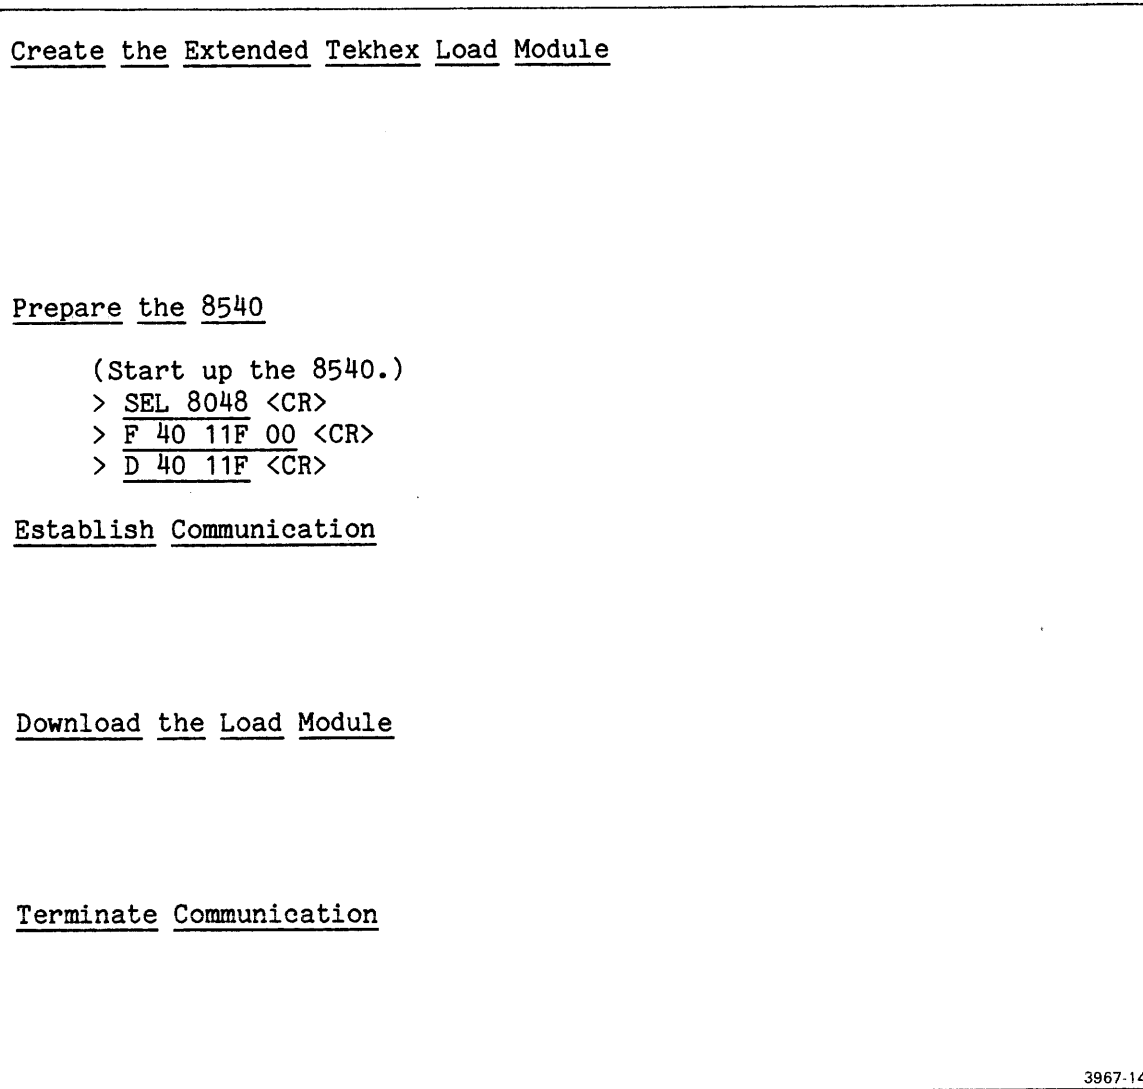 Create the Extended Tekhex Load Module
Prepare the 8540
(Start up the 8540.)
> SEL 8048 <CR>
> F 40 11F 00 <CR>
> D 40 11F <CR>
Establish Communication
Download the Load Module
Terminate Communication
3967-14